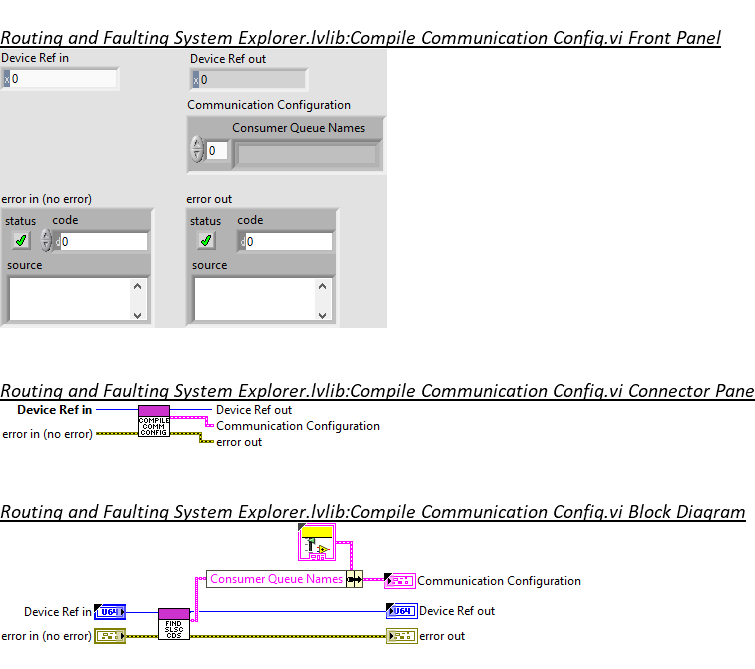 Routing and Faulting System Explorer.lvlib:Compile Communication Config.vi Front Panel
Device Ref in
Device Ref out
x 0
x 0
Communication Configuration
Consumer Queue Names
0
error in (no error)
error out
status code
status code
d 0
d 0
source
source
Routing and Faulting System Explorer.lvlib:Compile Communication Config.vi Connector Pane
Device Ref in
Device Ref out
COMPILE
COMM
CONFIG
Communication Configuration
error in (no error)
error out
Routing and Faulting System Explorer.lvlib:Compile Communication Config.vi Block Diagram
Consumer Queue Names
Communication Configuration
Device Ref in
U64
U64
Device Ref out
FIND
SLSC
CDS
error in (no error)
error out